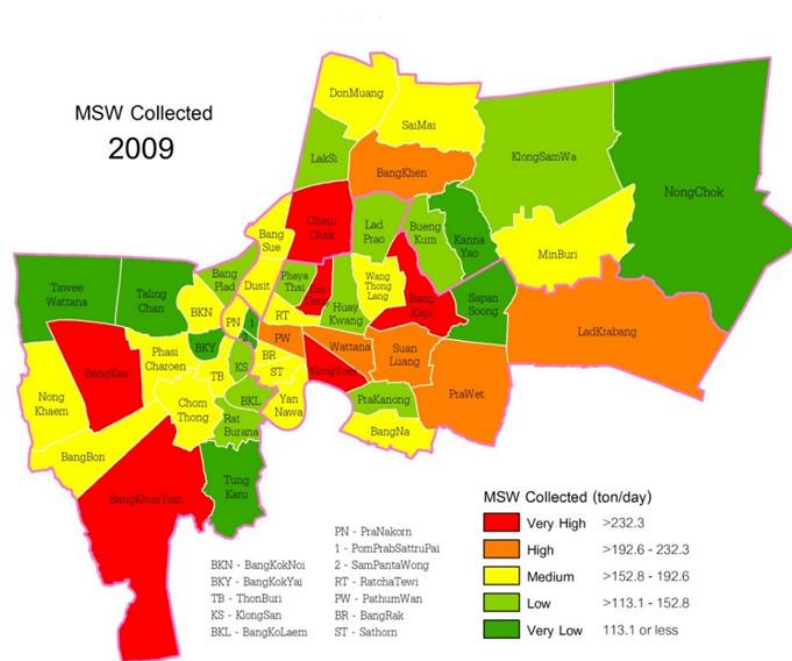 MSW Collected
2009
DonMuang
SaiMai
LakSi
BangKhen
KlongSamWa
NongChok
Chatu
Chak
Lad
Prao
Bueng
Kum
Kanna
Yao
Bang
Sue
MinBuri
Tawee
Wattana
Taling
Chan
Bang
Plad
Dusit
Phaya
Thai
Din
Dang
Huay
Kwang
Wang
Thong
Lang
Bang
Kapi
Sapan
Soong
LadKrabang
BKN
PN
1
RT
BKY
PW
Wattana
Suan
Luang
BangKae
Phasi
Charoen
KS
BR
KlongToey
PraWet
Nong
Khaem
TB
ST
Chom
Thong
BKL
Yan
Nawa
PraKanong
Rat
Burana
BangNa
BangBon
BangKhunTian
Tung
Karu
MSW Collected (ton/day)
Very High >232.3
High >192.6 - 232.3
Medium >152.8 - 192.6
Low >113.1 - 152.8
Very Low 113.1 or less
PN - PraNakorn
1 - PomPrabSattruPai
BKN - BangKokNoi
2 - SamPantaWong
BKY - BangKokYai
RT - RatchaTewi
TB - ThonBuri
PW - PathumWan
KS - KlongSan
BR - BangRak
BKL - BangKoLaem
ST - Sathorn